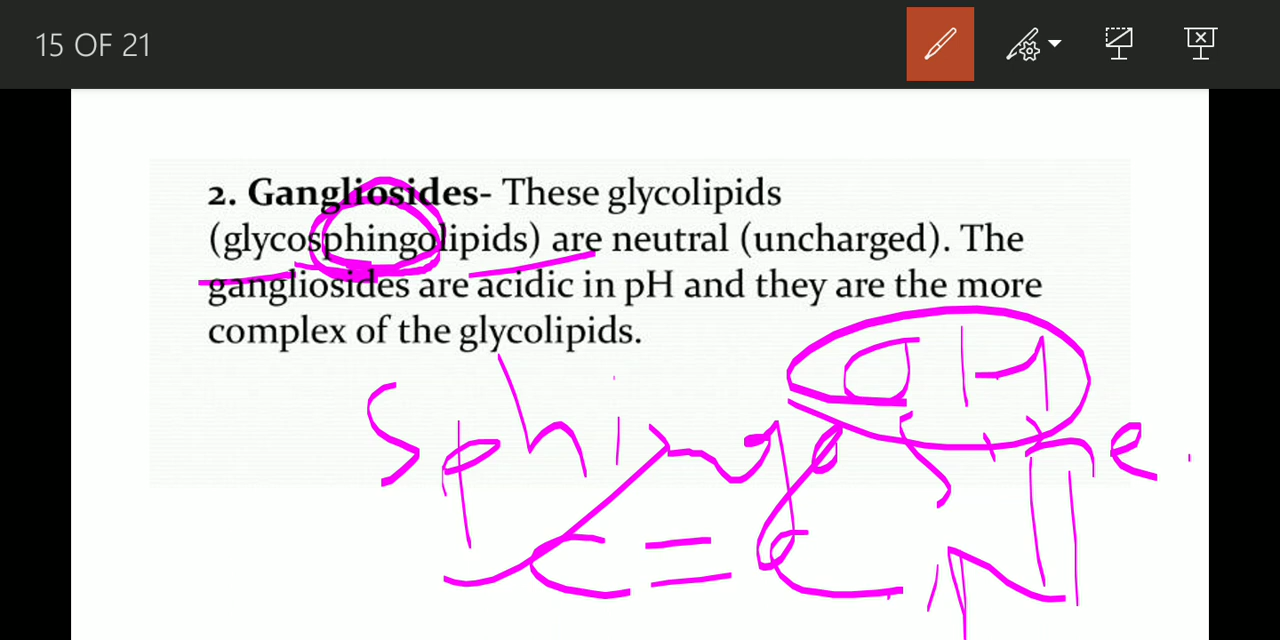 15 OF 21
2. Gangliosides- These glycolipids
(glycosphingolipids) are neutral (uncharged). The
gangliosides are acidic in pH and they are the more
complex of the glycolipids.
OH
Sphingosine
C = C N